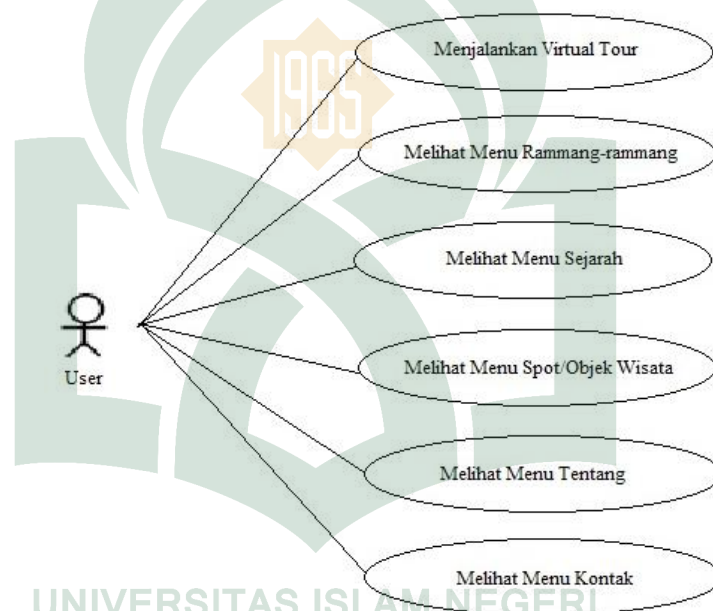 1965
Menjalankan Virtual Tour
Melihat Menu Rammang-rammang
Melihat Menu Sejarah
User
Melihat Menu Spot/Objek Wisata
Melihat Menu Tentang
Melihat Menu Kontak
UNIVERSITAS ISLAM NEGERI